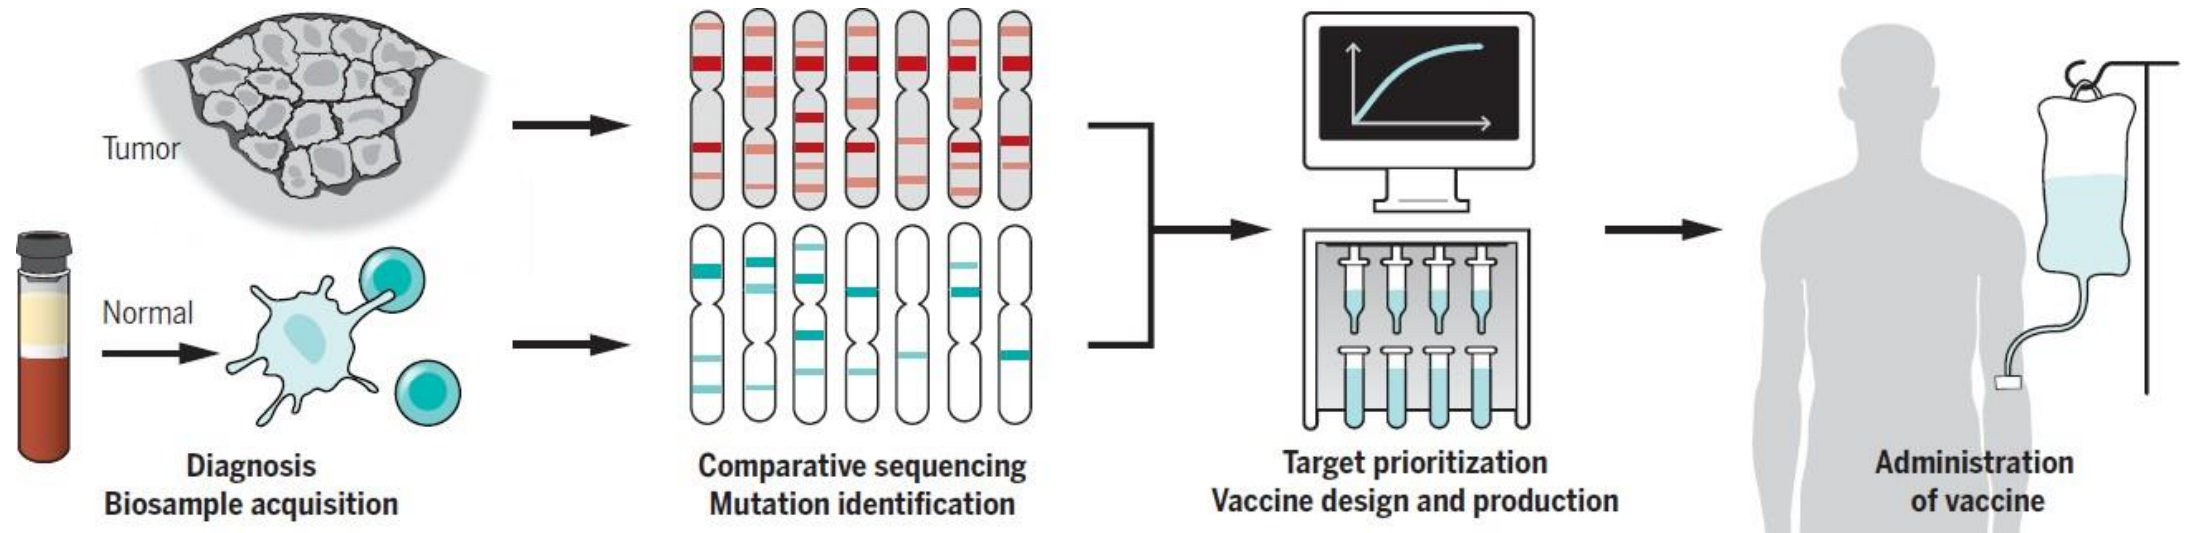 Tumor
Normal
Diagnosis
Biosample acquisition
Comparative sequencing
Mutation identification
Target prioritization
Vaccine design and production
Administration
of vaccine